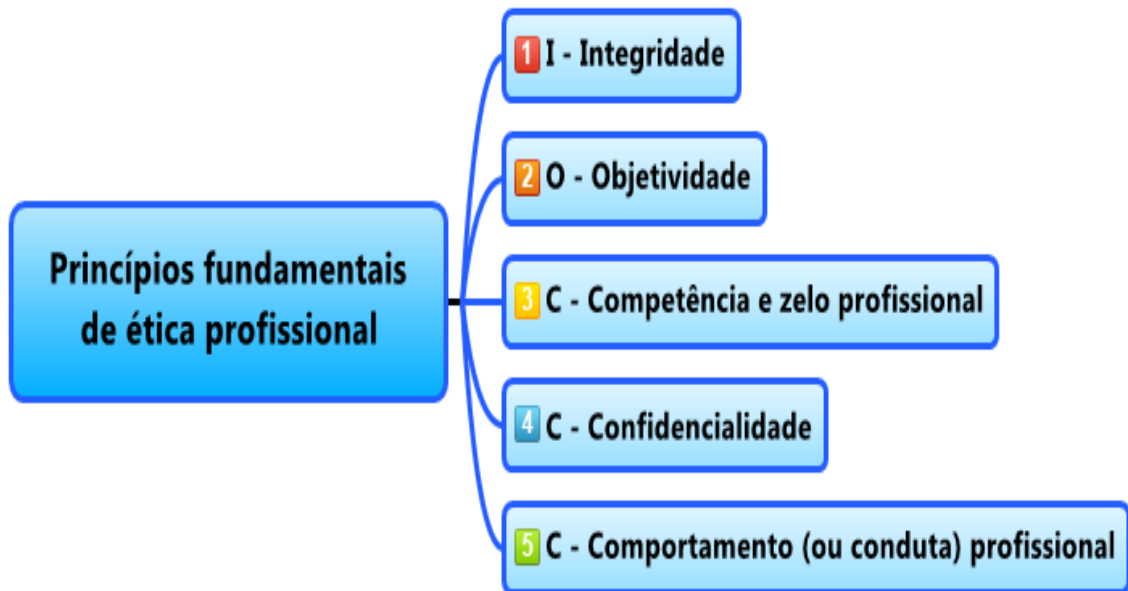 Princípios fundamentais
de ética profissional
1 I - Integridade
2 O - Objetividade
3 C - Competência e zelo profissional
4 C - Confidencialidade
5 C - Comportamento (ou conduta) profissional